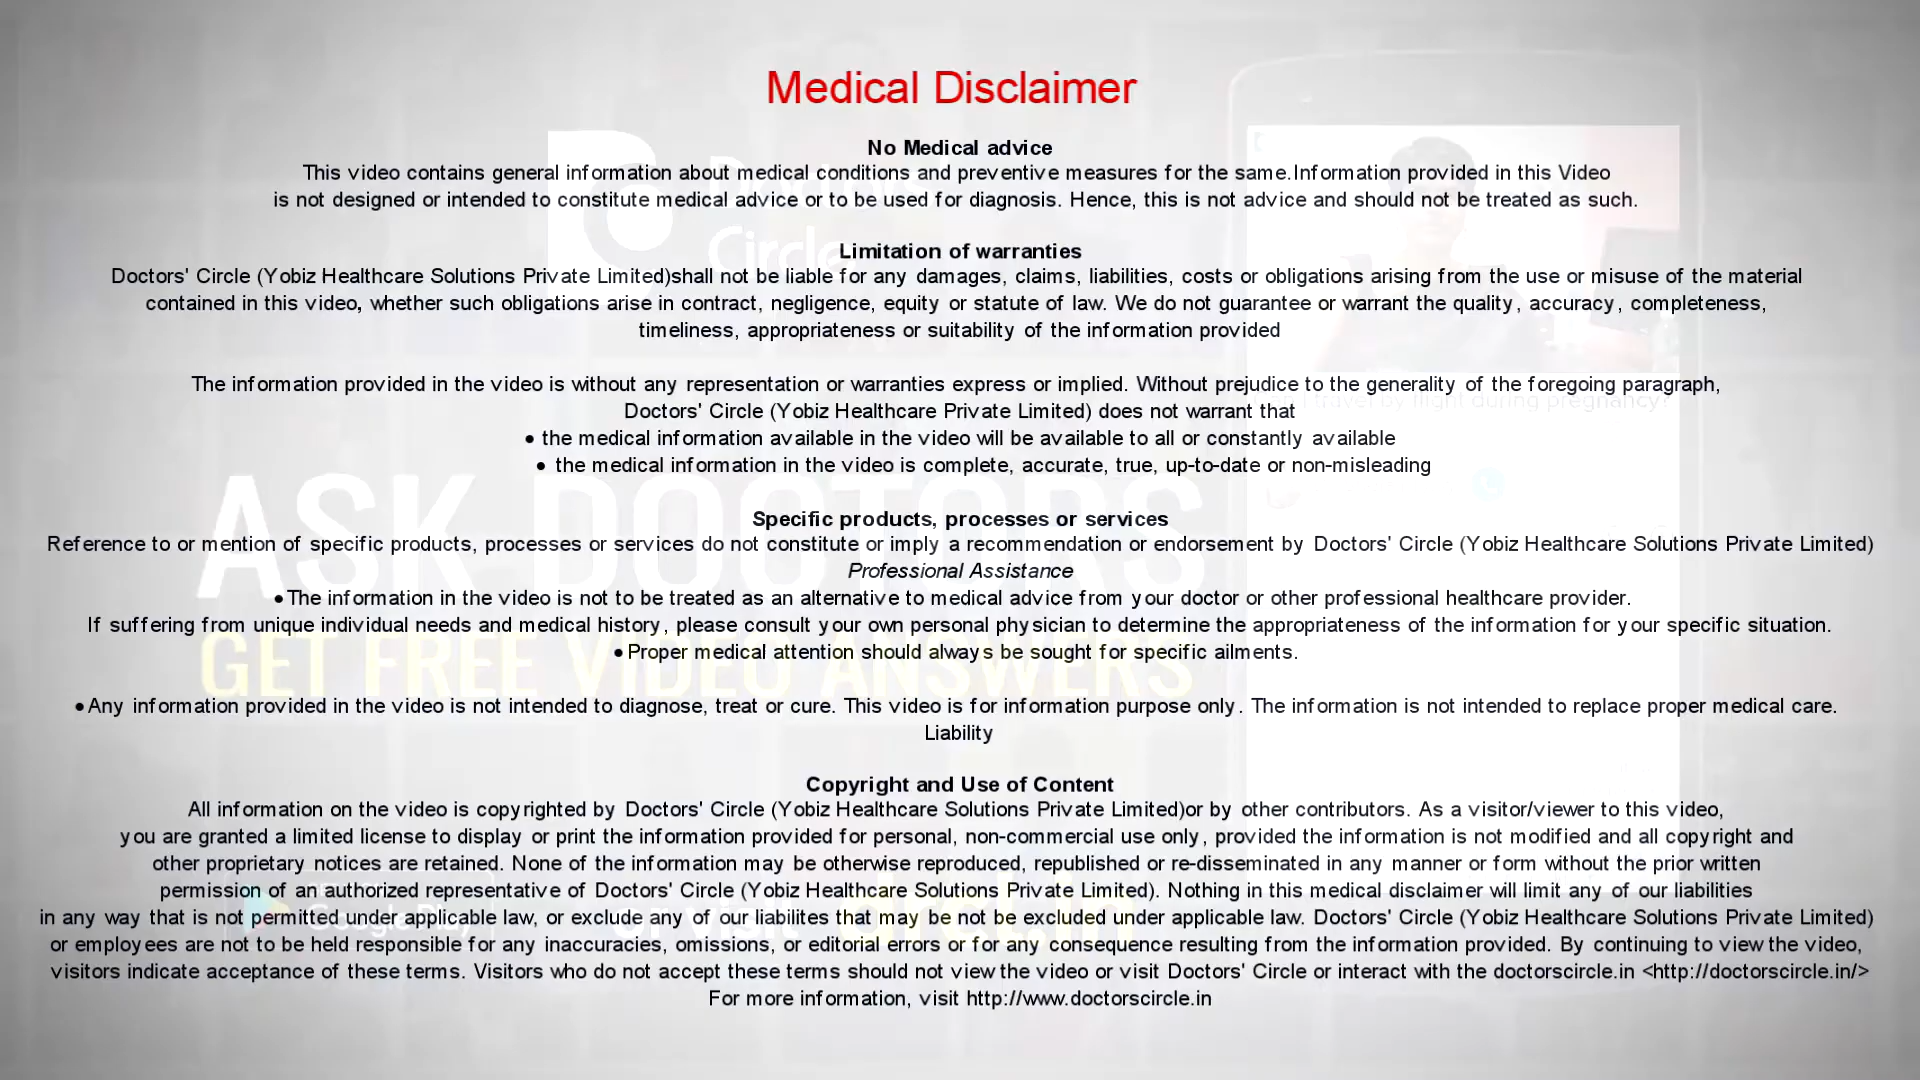 Medical Disclaimer
No Medical advice
This video contains general information about medical conditions and preventive measures for the same.Information provided in this Video
is not designed or intended to constitute medical advice or to be used for diagnosis. Hence, this is not advice and should not be treated as such.
Doctors'
Circle
Limitation of warranties
Doctors' Circle (Yobiz Healthcare Solutions Private Limited)shall not be liable for any damages, claims, liabilities, costs or obligations arising from the use or misuse of the material
contained in this video, whether such obligations arise in contract, negligence, equity or statute of law. We do not guarantee or warrant the quality, accuracy, completeness,
timeliness, appropriateness or suitability of the information provided
The information provided in the video is without any representation or warranties express or implied. Without prejudice to the generality of the foregoing paragraph,
Can I travel by flight during pregnancy?
Doctors' Circle (Yobiz Healthcare Private Limited) does not warrant that
• the medical information available in the video will be available to all or constantly available
• the medical information in the video is complete, accurate, true, up-to-date or non-misleading
ASK DOCTORS
Specific products, processes or services
Reference to or mention of specific products, processes or services do not constitute or imply a recommendation or endorsement by Doctors' Circle (Yobiz Healthcare Solutions Private Limited)
Professional Assistance
•The information in the video is not to be treated as an alternative to medical advice from your doctor or other professional healthcare provider.
If suffering from unique individual needs and medical history, please consult your own personal physician to determine the appropriateness of the information for your specific situation.
GET FREE VIDEO ANSWERS
•Proper medical attention should always be sought for specific ailments.
•Any information provided in the video is not intended to diagnose, treat or cure. This video is for information purpose only. The information is not intended to replace proper medical care.
Liability
Copyright and Use of Content
All information on the video is copyrighted by Doctors' Circle (Yobiz Healthcare Solutions Private Limited)or by other contributors. As a visitor/viewer to this video,
you are granted a limited license to display or print the information provided for personal, non-commercial use only, provided the information is not modified and all copyright and
other proprietary notices are retained. None of the information may be otherwise reproduced, republished or re-disseminated in any manner or form without the prior written
permission of an authorized representative of Doctors' Circle (Yobiz Healthcare Solutions Private Limited). Nothing in this medical disclaimer will limit any of our liabilities
Google Play
or visit drcl.in
in any way that is not permitted under applicable law, or exclude any of our liabilites that may be not be excluded under applicable law. Doctors' Circle (Yobiz Healthcare Solutions Private Limited)
or employees are not to be held responsible for any inaccuracies, omissions, or editorial errors or for any consequence resulting from the information provided. By continuing to view the video,
visitors indicate acceptance of these terms. Visitors who do not accept these terms should not view the video or visit Doctors' Circle or interact with the doctorscircle.in <http://doctorscircle.in/>
For more information, visit http://www.doctorscircle.in